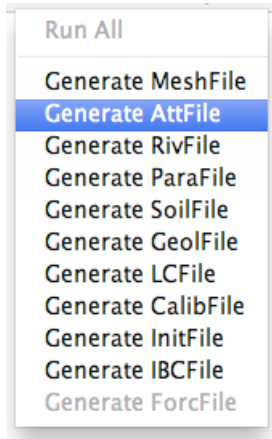 Run All
Generate MeshFile
Generate AttFile
Generate RivFile
Generate ParaFile
Generate SoilFile
Generate GeolFile
Generate LCFile
Generate CalibFile
Generate InitFile
Generate IBCFile
Generate ForcFile